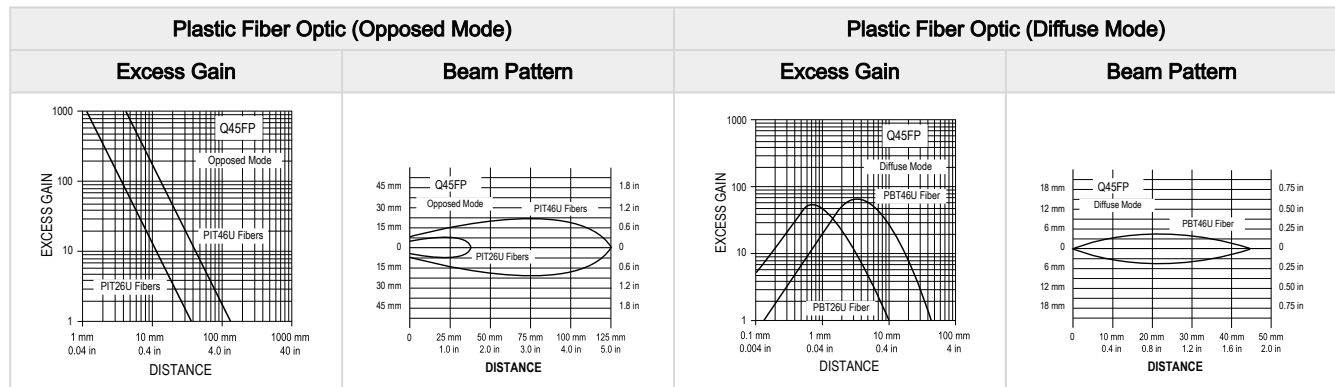 Plastic Fiber Optic (Opposed Mode)
Plastic Fiber Optic (Diffuse Mode)
Excess Gain
Beam Pattern
Excess Gain
Beam Pattern
1000
100
10
1
EXCESS GAIN
Q45FP
Opposed Mode
PIT46U Fibers
PIT26U Fibers
1 mm 10 mm 100 mm 1000 mm
0.04 in 0.4 in 4.0 in 40 in
DISTANCE
45 mm
30 mm
15 mm
0
15 mm
30 mm
45 mm
Q45FP
Opposed Mode
PIT46U Fibers
PIT26U Fibers
1.8 in
1.2 in
0.6 in
0
0.6 in
1.2 in
1.8 in
0 25 mm 50 mm 75 mm 100 mm 125 mm
1.0 in 2.0 in 3.0 in 4.0 in 5.0 in
DISTANCE
1000
100
10
1
EXCESS GAIN
Q45FP
Diffuse Mode
PBT46U Fiber
PBT26U Fiber
0.1 mm 1 mm 10 mm 100 mm
0.004 in 0.04 in 0.4 in 4 in
DISTANCE
18 mm
12 mm
6 mm
0
6 mm
12 mm
18 mm
Q45FP
Diffuse Mode
PBT46U Fiber
0.75 in
0.50 in
0.25 in
0
0.25 in
0.50 in
0.75 in
0 10 mm 20 mm 30 mm 40 mm 50 mm
0.4 in 0.8 in 1.2 in 1.6 in 2.0 in
DISTANCE